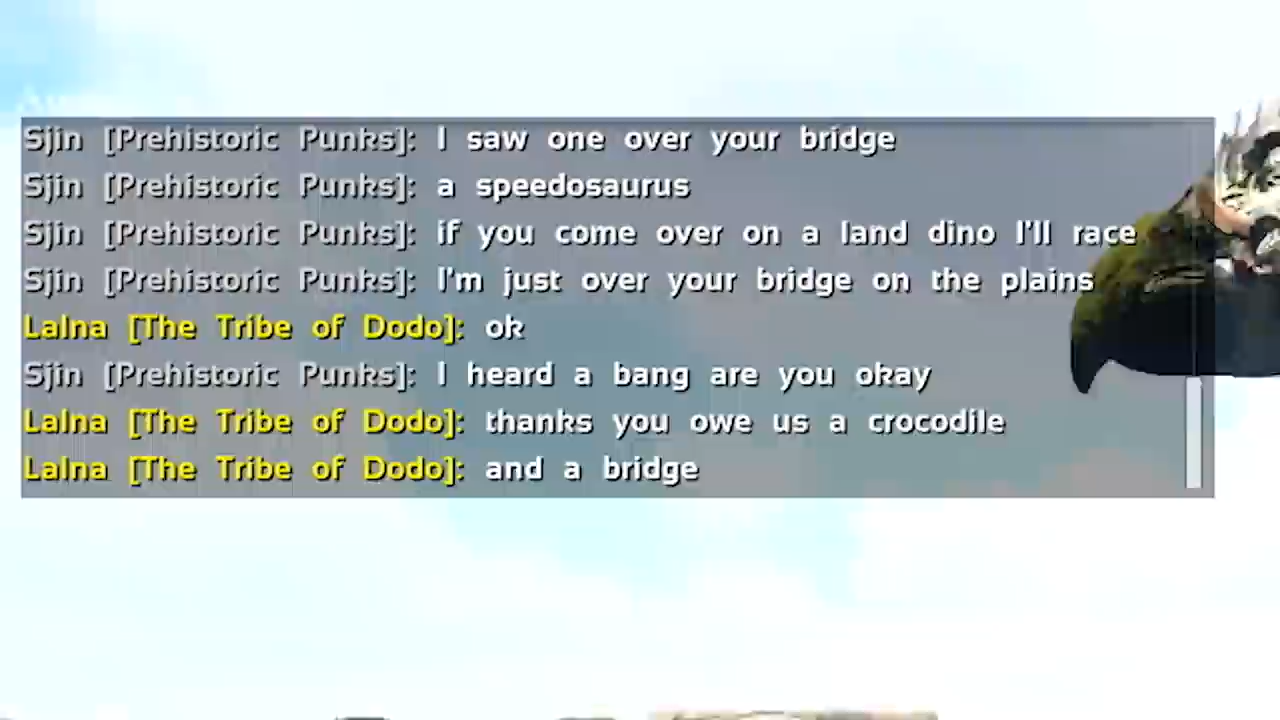 Sjin [Prehistoric Punks]: I saw one over your bridge
Sjin [Prehistoric Punks]: a speedosaurus
Sjin [Prehistoric Punks]: if you come over on a land dino I'll race
Sjin [Prehistoric Punks]: I'm just over your bridge on the plains
Lalna [The Tribe of Dodo]: ok
Sjin [Prehistoric Punks]: I heard a bang are you okay
Lalna [The Tribe of Dodo]: thanks you owe us a crocodile
Lalna [The Tribe of Dodo]: and a bridge